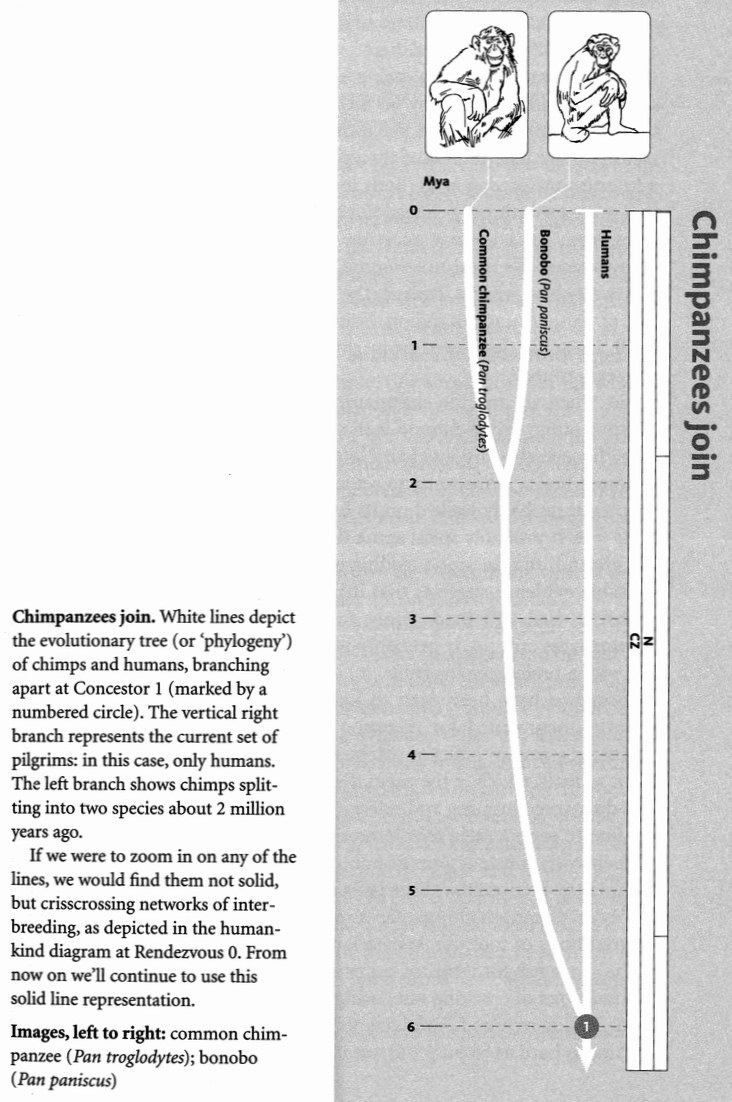 Chimpanzees join
Mya
0
1
2
3
4
5
6
Common chimpanzee (Pan troglodytes)
Bonobo (Pan paniscus)
Humans
CZ
N
1
Chimpanzees join. White lines depict
the evolutionary tree (or ‘phylogeny’)
of chimps and humans, branching
apart at Concestor 1 (marked by a
numbered circle). The vertical right
branch represents the current set of
pilgrims: in this case, only humans.
The left branch shows chimps split-
ting into two species about 2 million
years ago.
If we were to zoom in on any of the
lines, we would find them not solid,
but crisscrossing networks of inter-
breeding, as depicted in the human-
kind diagram at Rendezvous 0. From
now on we’ll continue to use this
solid line representation.
Images, left to right: common chim-
panzee (Pan troglodytes); bonobo
(Pan paniscus)